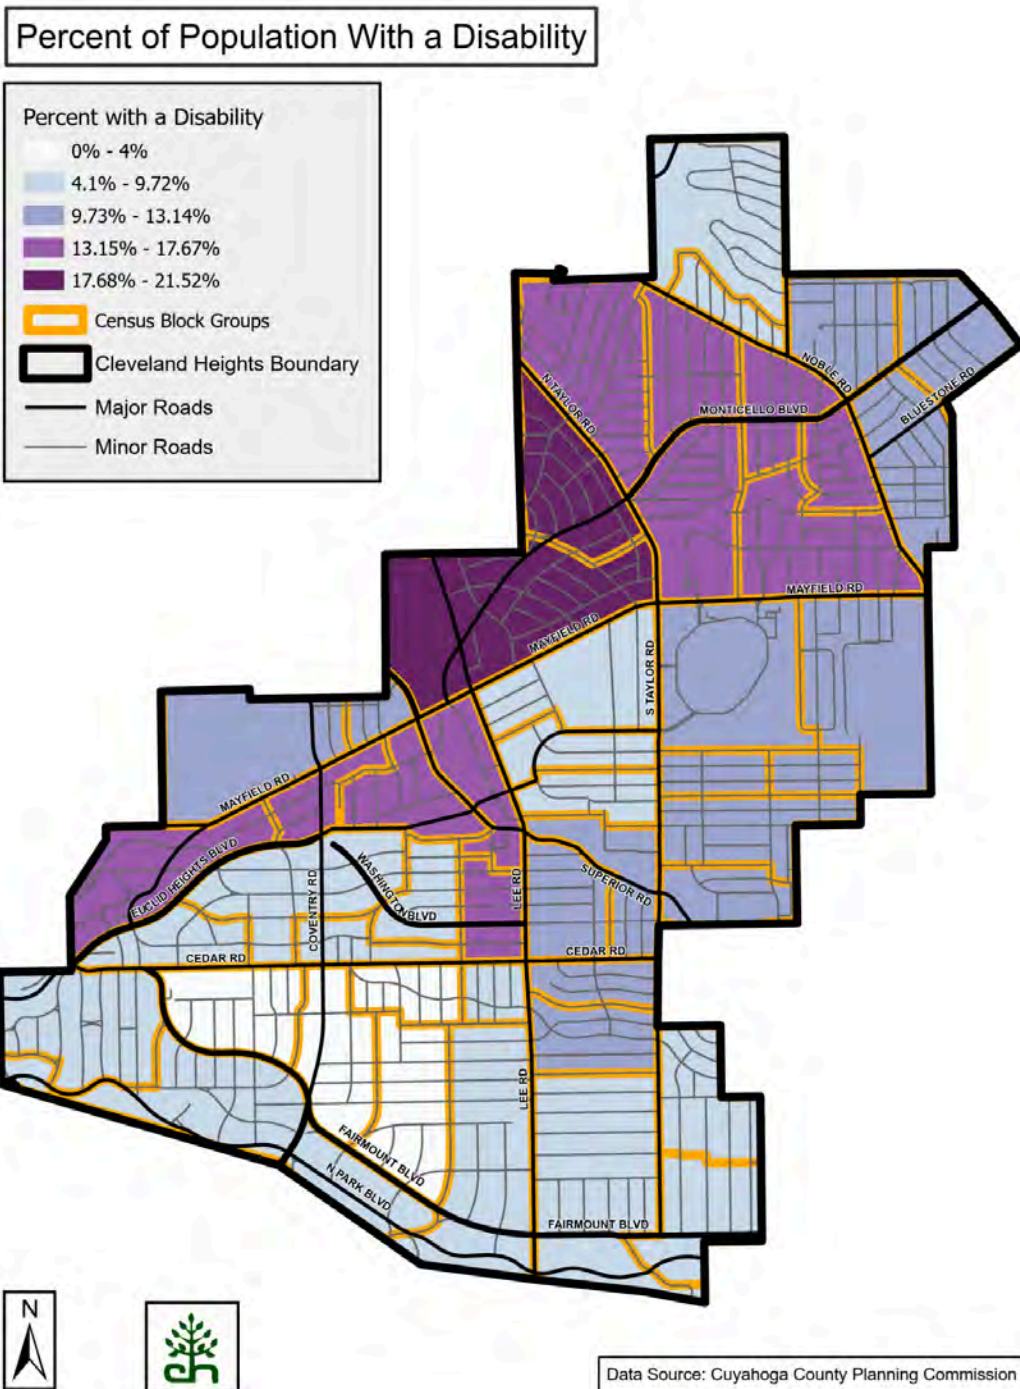 Percent of Population With a Disability
Percent with a Disability
0% - 4%
4.1% - 9.72%
9.73% - 13.14%
13.15% - 17.67%
17.68% - 21.52%
Census Block Groups
Cleveland Heights Boundary
Major Roads
Minor Roads
NOBLE RD
BLUESTONE RD
N TAYLOR RD
MONTICELLO BLVD
MAYFIELD RD
MAYFIELD RD
S TAYLOR RD
MAYFIELD RD
EUCLID HEIGHTS BLVD
COVENTRY RD
WASHINGTON BLVD
LEE RD
SUPERIOR RD
CEDAR RD
CEDAR RD
LEE RD
FAIRMOUNT BLVD
N PARK BLVD
FAIRMOUNT BLVD
N
ch
Data Source: Cuyahoga County Planning Commission